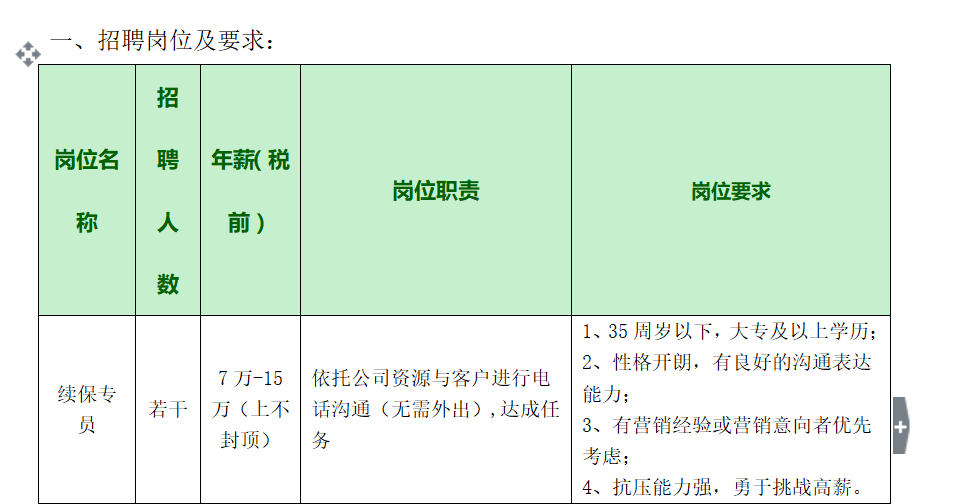 一、招聘岗位及要求：
岗位名
称
招
聘
人
数
年薪（税
前）
岗位职责
岗位要求
续保专
员
若干
7万-15
万（上不
封顶）
依托公司资源与客户进行电
话沟通（无需外出）,达成任
务
1、35周岁以下，大专及以上学历；
2、性格开朗，有良好的沟通表达
能力；
3、有营销经验或营销意向者优先
考虑；
4、抗压能力强，勇于挑战高薪。